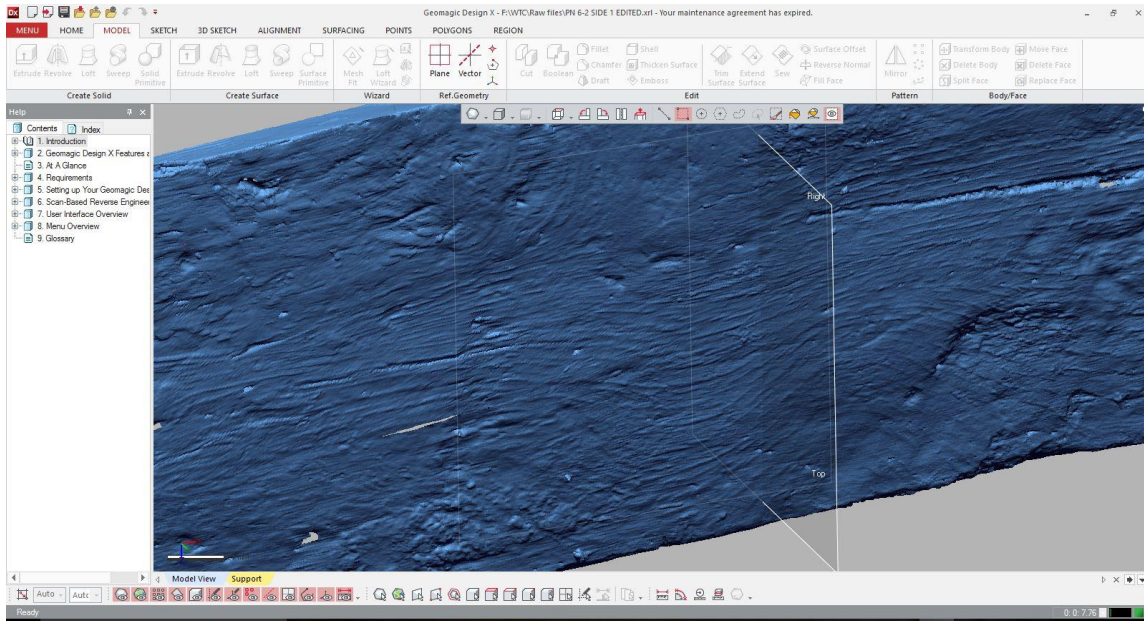 Dx Geomagic Design X - F:\WTC\Raw files\PN 6-2 SIDE 1 EDITED.xrl - Your maintenance agreement has expired.
MENU HOME MODEL SKETCH 3D SKETCH ALIGNMENT SURFACING POINTS POLYGONS REGION
Extrude Revolve Loft Sweep Solid Primitive Extrude Revolve Loft Sweep Surface Primitive Mesh Fit Loft Wizard Plane Vector Cut Boolean Fillet Chamfer Draft Shell Thicken Surface Emboss Trim Surface Extend Surface Sew Surface Offset Reverse Normal Fill Face Mirror Transform Body Delete Body Split Face Move Face Delete Face Replace Face
Create Solid Create Surface Wizard Ref.Geometry Edit Pattern Body/Face
Help
Contents Index
1. Introduction
2. Geomagic Design X Features a
3. At A Glance
4. Requirements
5. Setting up Your Geomagic Des
6. Scan-Based Reverse Engineer
7. User Interface Overview
8. Menu Overview
9. Glossary
Right
Top
Model View Support
Auto Auto
Ready 0: 0: 7.76